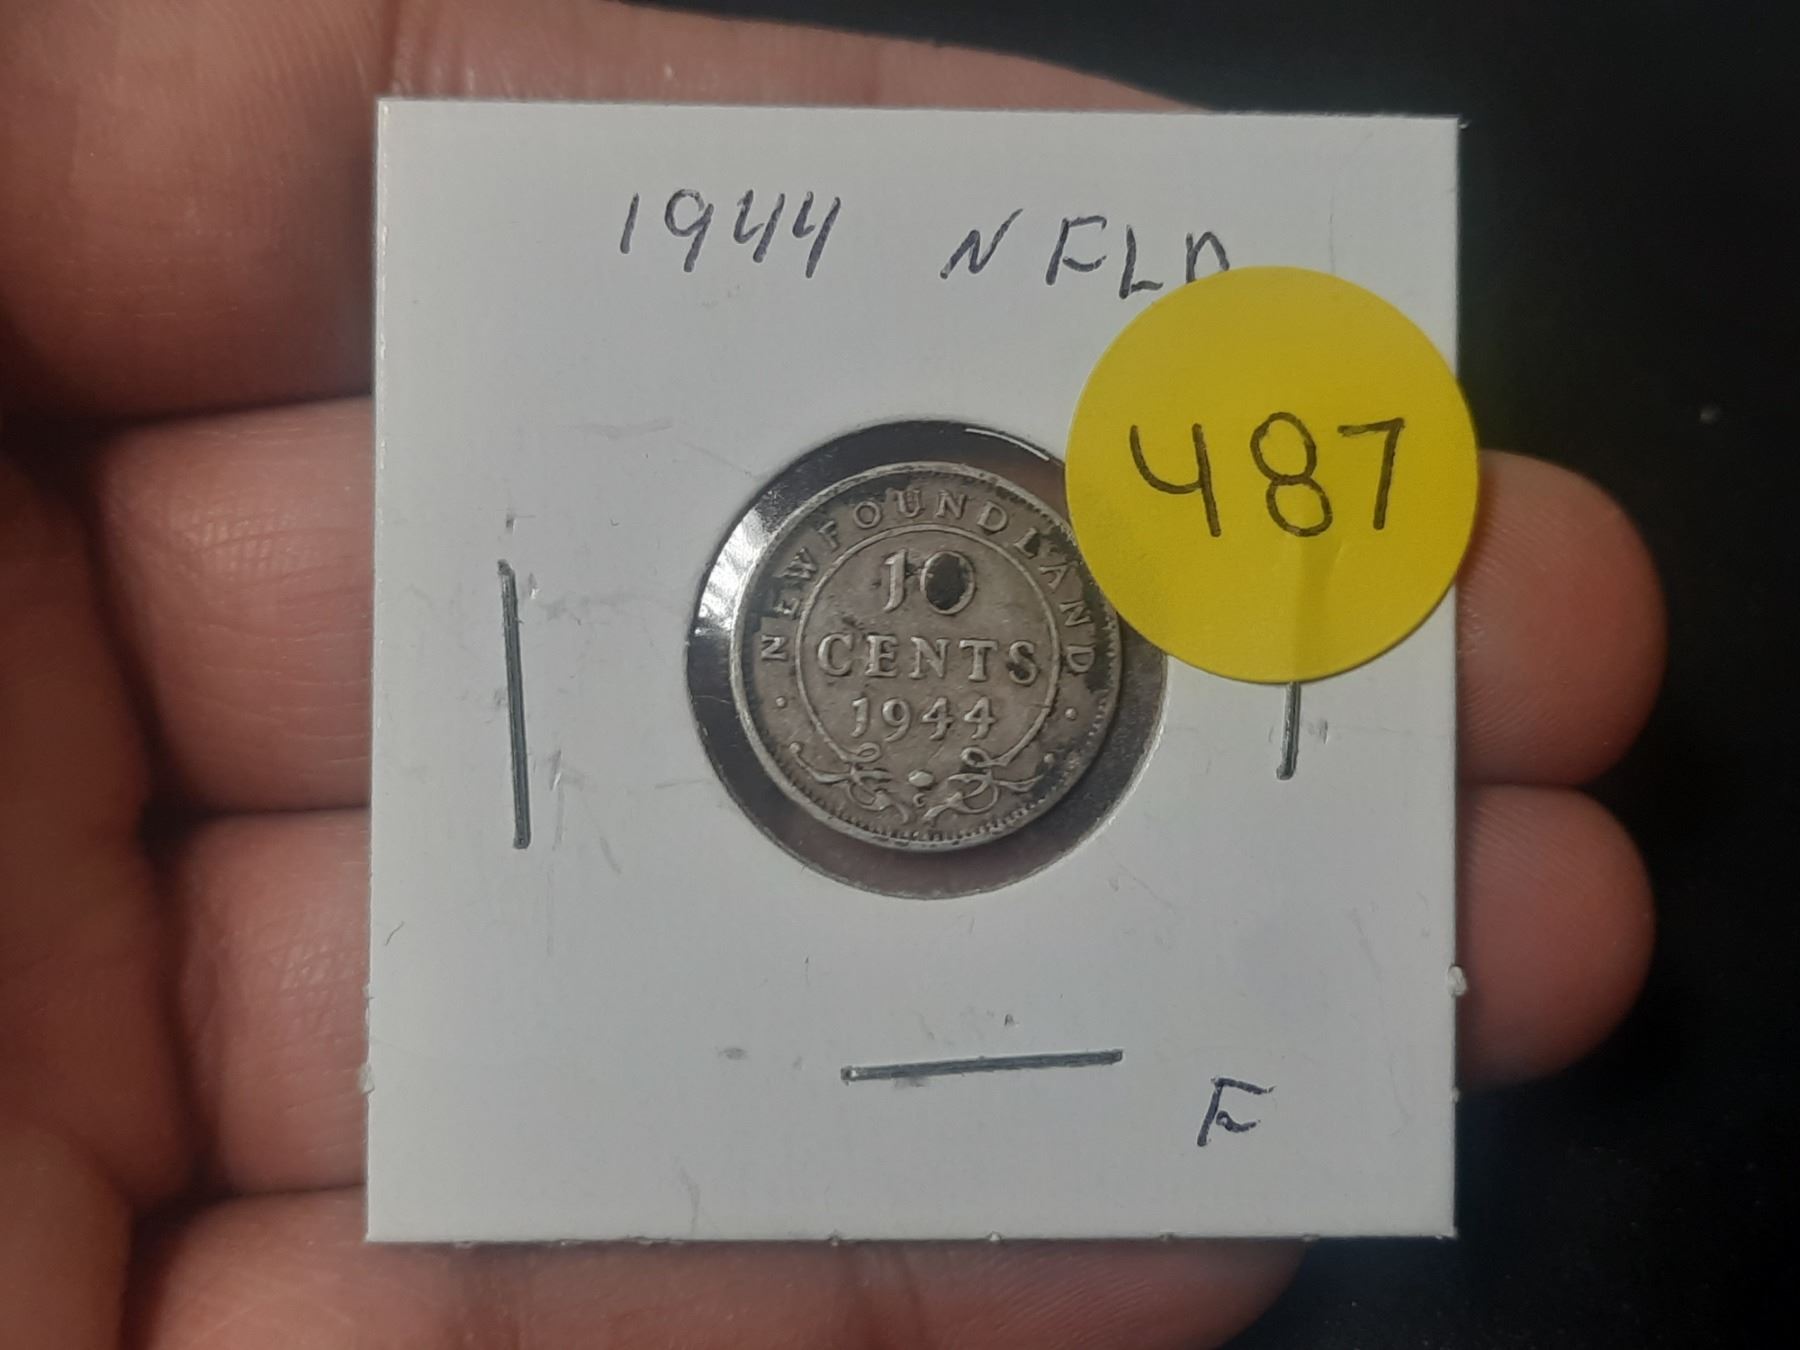 1944 NFLD
487
NEWFOUNDLAND
10
CENTS
1944
F